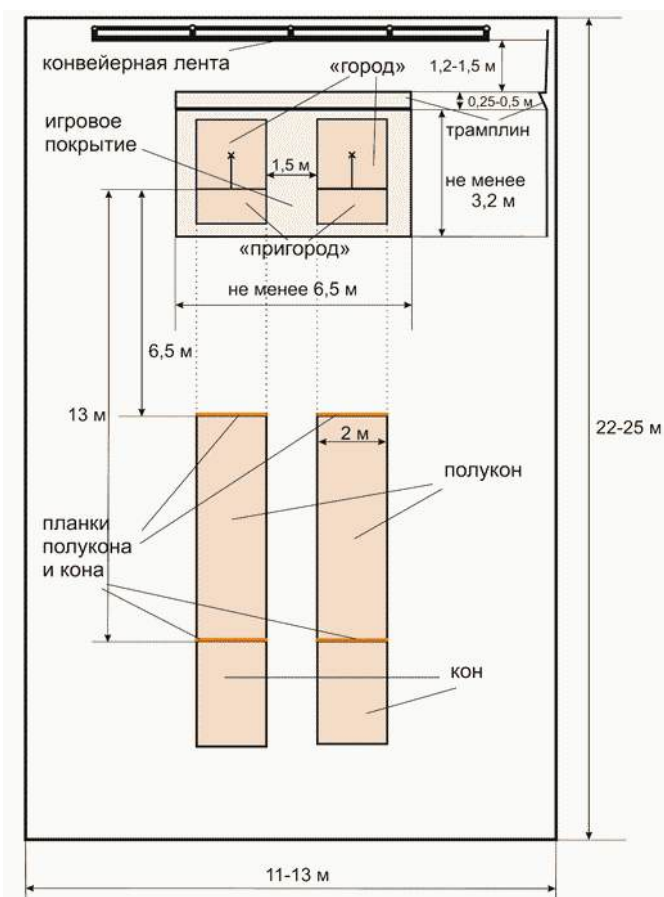 конвейерная лента
«город»
1,2-1,5 м
0,25-0,5 м
игровое
покрытие
трамплин
1,5 м
не менее
3,2 м
«пригород»
не менее 6,5 м
6,5 м
13 м
22-25 м
2 м
полукон
планки
полукона
и кона
кон
11-13 м